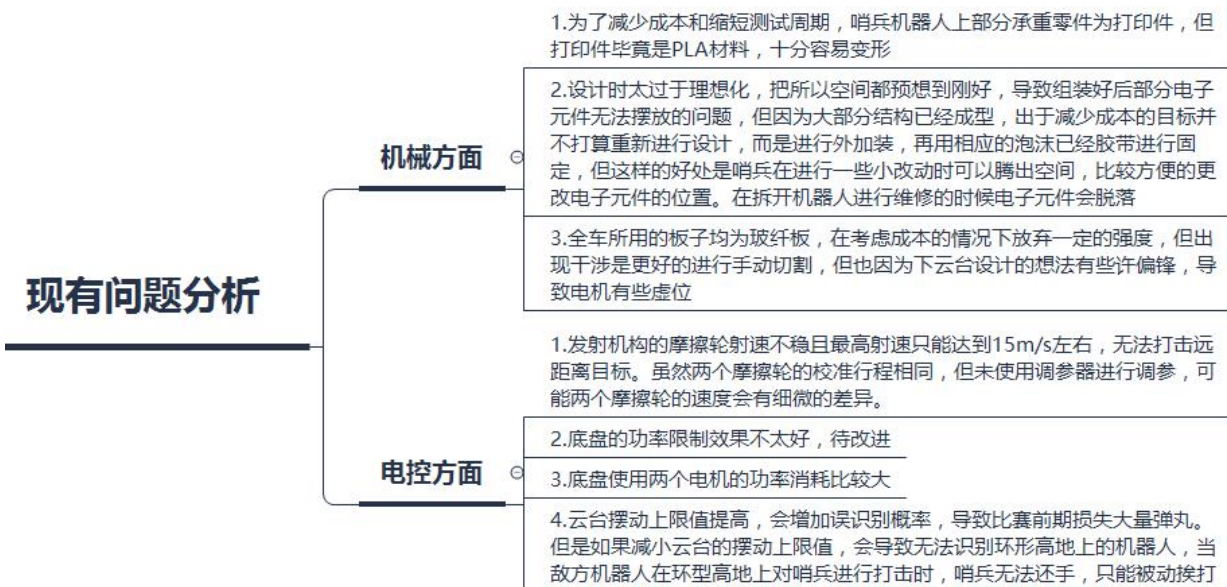 现有问题分析
机械方面
1.为了减少成本和缩短测试周期，哨兵机器人上部分承重零件为打印件，但
打印件毕竟是PLA材料，十分容易变形
2.设计时太过于理想化，把所以空间都预想到刚好，导致组装好后部分电子
元件无法摆放的问题，但因为大部分结构已经成型，出于减少成本的目标并
不打算重新进行设计，而是进行外加装，再用相应的泡沫已经胶带进行固
定，但这样的好处是哨兵在进行一些小改动时可以腾出空间，比较方便的更
改电子元件的位置。在拆开机器人进行维修的时候电子元件会脱落
3.全车所用的板子均为玻纤板，在考虑成本的情况下放弃一定的强度，但出
现干涉是更好的进行手动切割，但也因为下云台设计的想法有些许偏锋，导
致电机有些虚位
电控方面
1.发射机构的摩擦轮射速不稳且最高射速只能达到15m/s左右，无法打击远
距离目标。虽然两个摩擦轮的校准行程相同，但未使用调参器进行调参，可
能两个摩擦轮的速度会有细微的差异。
2.底盘的功率限制效果不太好，待改进
3.底盘使用两个电机的功率消耗比较大
4.云台摆动上限值提高，会增加误识别概率，导致比赛前期损失大量弹丸。
但是如果减小云台的摆动上限值，会导致无法识别环形高地上的机器人，当
敌方机器人在环型高地上对哨兵进行打击时，哨兵无法还手，只能被动挨打